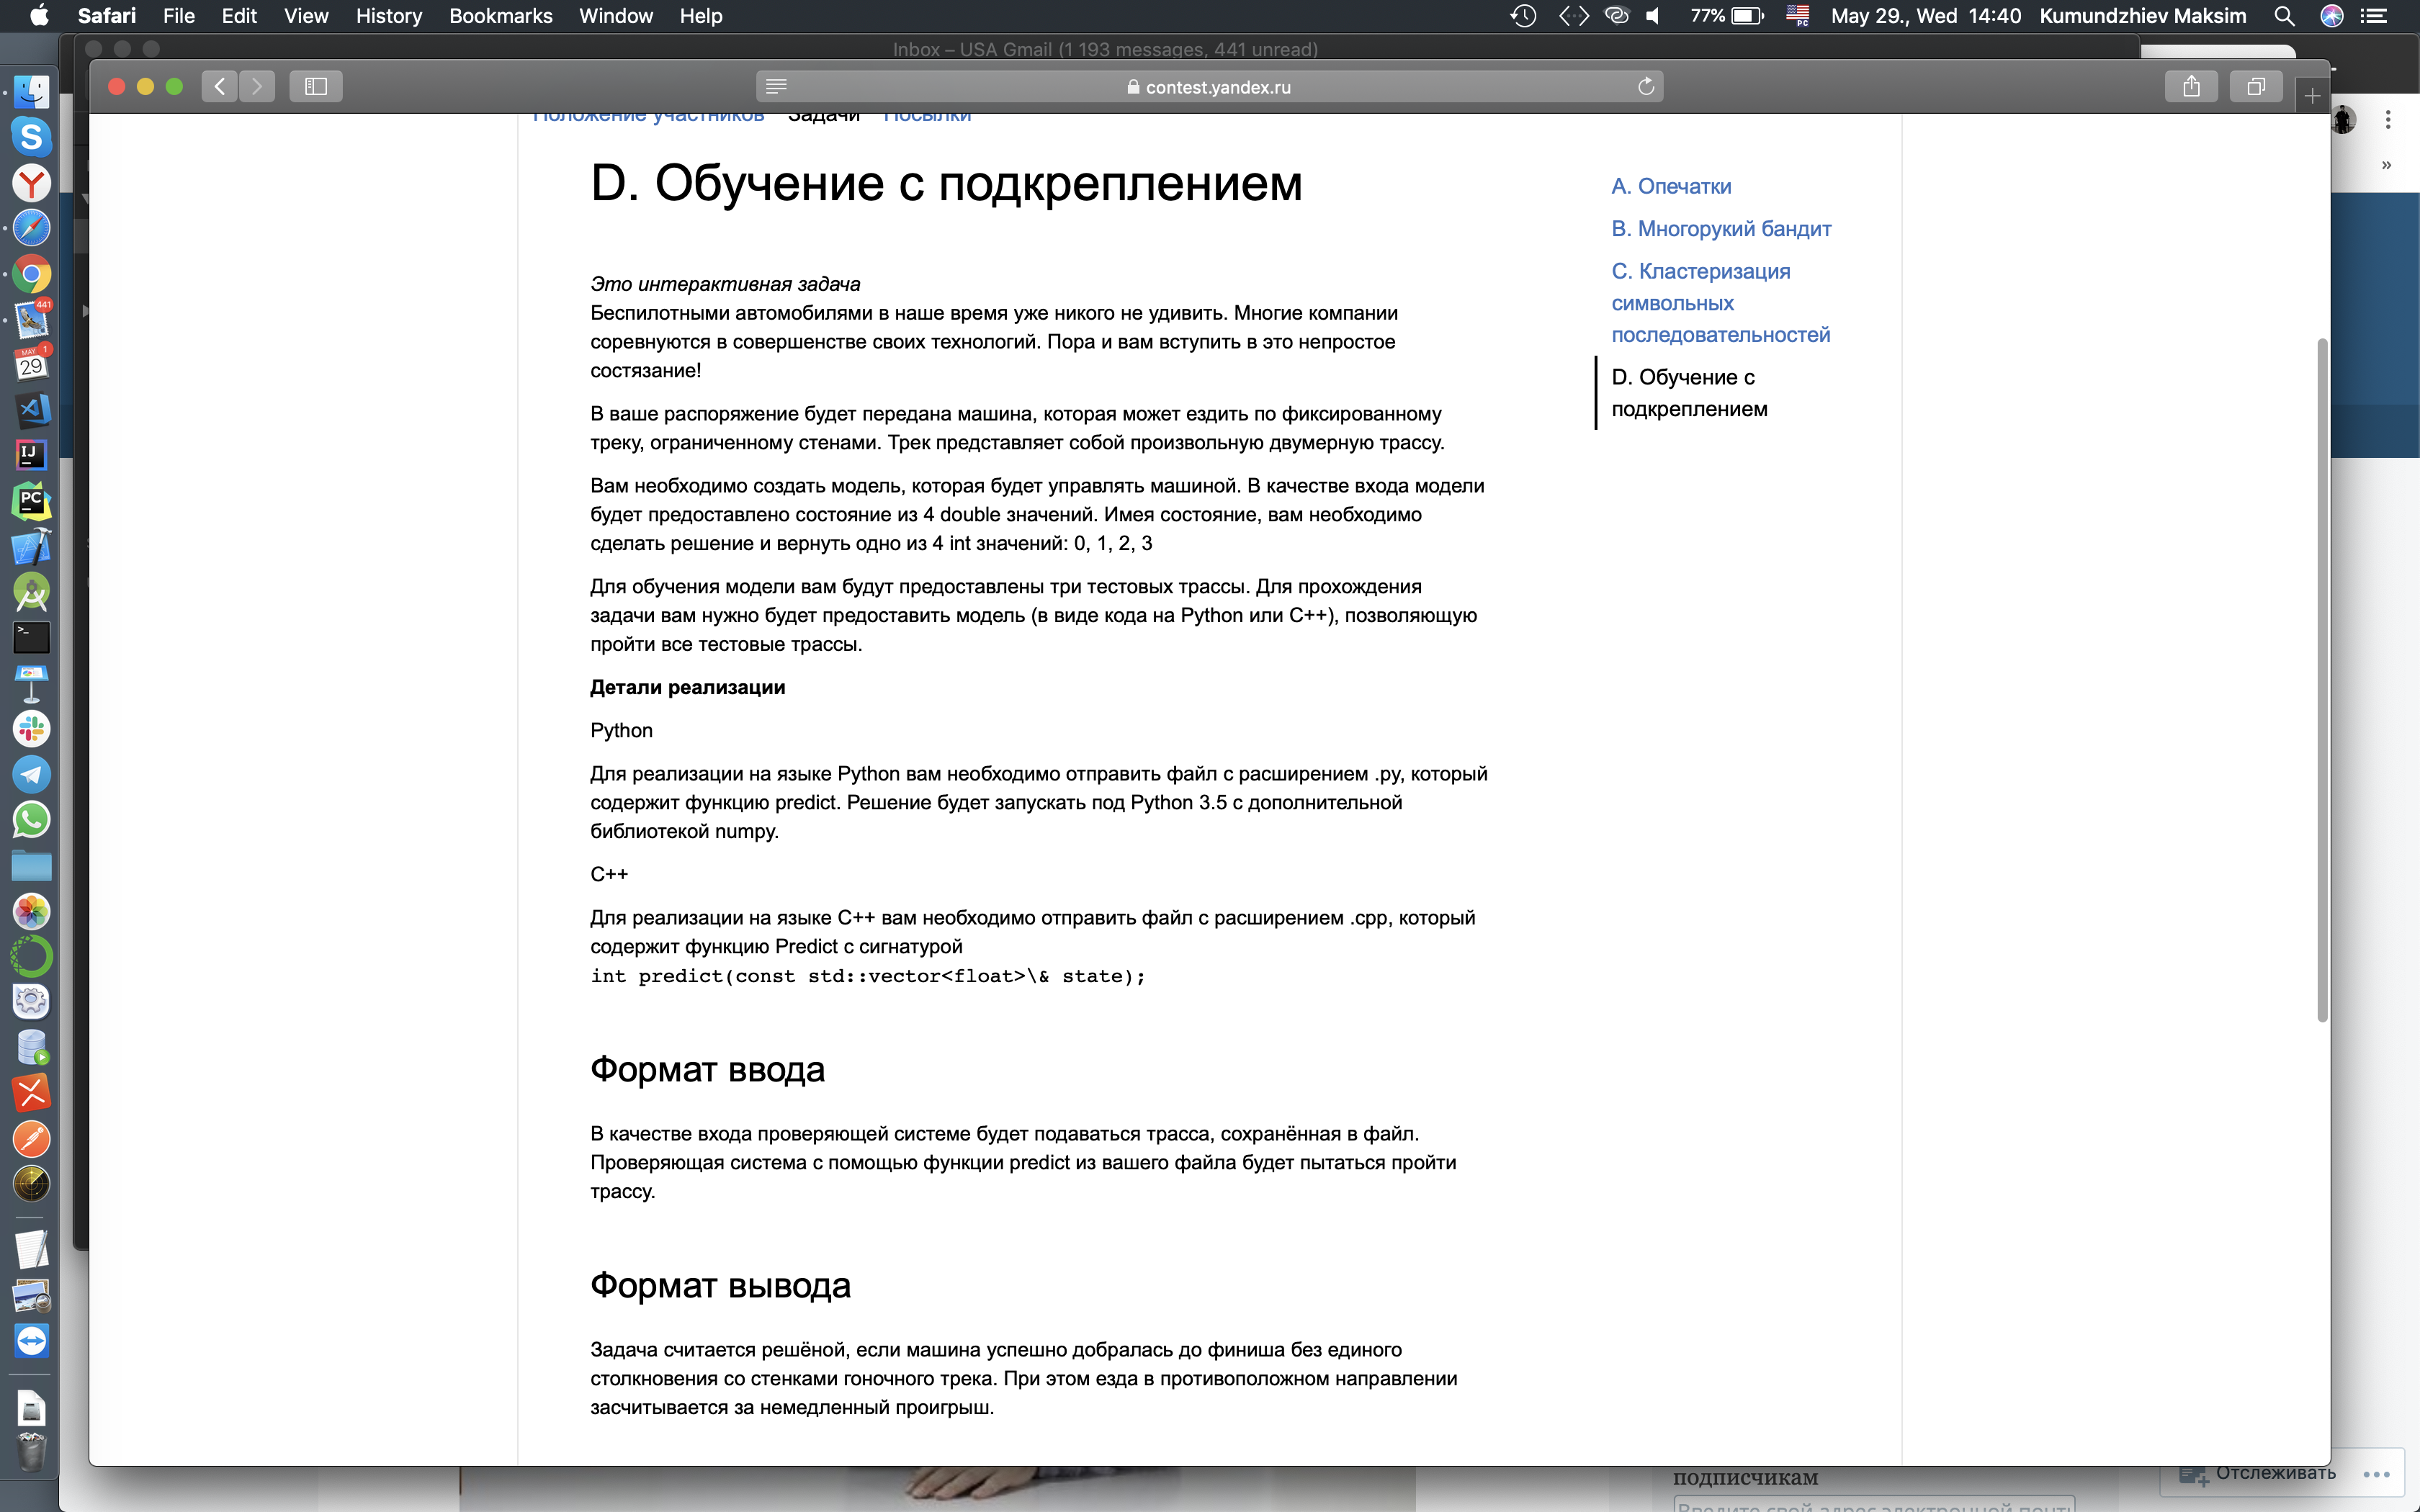 Safari File Edit View History Bookmarks Window Help
77% PC May 29., Wed 14:40 Kumundzhiev Maksim
Inbox – USA Gmail (1 193 messages, 441 unread)
contest.yandex.ru
Положение участников Задачи Посылки
D. Обучение с подкреплением
Это интерактивная задача
Беспилотными автомобилями в наше время уже никого не удивить. Многие компании
соревнуются в совершенстве своих технологий. Пора и вам вступить в это непростое
состязание!
В ваше распоряжение будет передана машина, которая может ездить по фиксированному
треку, ограниченному стенами. Трек представляет собой произвольную двумерную трассу.
Вам необходимо создать модель, которая будет управлять машиной. В качестве входа модели
будет предоставлено состояние из 4 double значений. Имея состояние, вам необходимо
сделать решение и вернуть одно из 4 int значений: 0, 1, 2, 3
Для обучения модели вам будут предоставлены три тестовых трассы. Для прохождения
задачи вам нужно будет предоставить модель (в виде кода на Python или C++), позволяющую
пройти все тестовые трассы.
Детали реализации
Python
Для реализации на языке Python вам необходимо отправить файл с расширением .py, который
содержит функцию predict. Решение будет запускать под Python 3.5 с дополнительной
библиотекой numpy.
C++
Для реализации на языке C++ вам необходимо отправить файл с расширением .cpp, который
содержит функцию Predict с сигнатурой
int predict(const std::vector<float>\& state);
Формат ввода
В качестве входа проверяющей системе будет подаваться трасса, сохранённая в файл.
Проверяющая система с помощью функции predict из вашего файла будет пытаться пройти
трассу.
Формат вывода
Задача считается решёной, если машина успешно добралась до финиша без единого
столкновения со стенками гоночного трека. При этом езда в противоположном направлении
засчитывается за немедленный проигрыш.
A. Опечатки
B. Многорукий бандит
C. Кластеризация
символьных
последовательностей
D. Обучение с
подкреплением
441
MAY
1
29
IJ
PC
подписчикам
Отслеживать
Введите свой адрес электронной почты